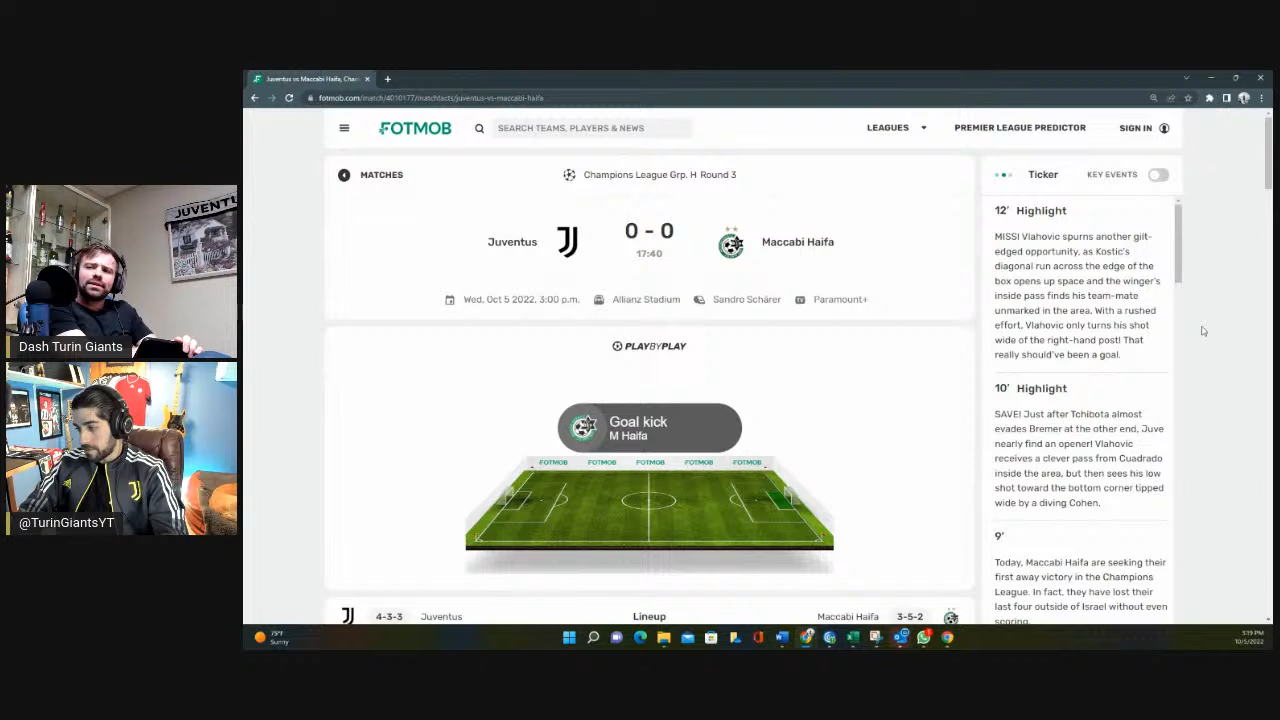 Juventus vs Maccabi Haifa, Cha
fotmob.com/match/4010177/matchfacts/juventus-vs-maccabi-haifa
FOTMOB
SEARCH TEAMS, PLAYERS & NEWS
LEAGUES
PREMIER LEAGUE PREDICTOR
SIGN IN
MATCHES
Champions League Grp. H Round 3
Juventus
0 - 0
17:40
Maccabi Haifa
Wed, Oct 5 2022, 3:00 p.m.
Allianz Stadium
Sandro Schärer
Paramount+
PLAYBYPLAY
Goal kick
M Haifa
FOTMOB FOTMOB FOTMOB FOTMOB FOTMOB
4-3-3 Juventus
Lineup
Maccabi Haifa 3-5-2
Ticker
KEY EVENTS
12' Highlight
MISS! Vlahovic spurns another gilt-
edged opportunity, as Kostic's
diagonal run across the edge of the
box opens up space and the winger's
inside pass finds his team-mate
unmarked in the area. With a rushed
effort, Vlahovic only turns his shot
wide of the right-hand post! That
really should've been a goal.
10' Highlight
SAVE! Just after Tchibota almost
evades Bremer at the other end, Juve
nearly find an opener! Vlahovic
receives a clever pass from Cuadrado
inside the area, but then sees his low
shot toward the bottom corner tipped
wide by a diving Cohen.
9'
Today, Maccabi Haifa are seeking their
first away victory in the Champions
League. In fact, they have lost their
last four outside of Israel without even
scoring.
JUVENTU
Dash Turin Giants
@TurinGiantsYT
75°F
Sunny
3:19 PM
10/5/2022